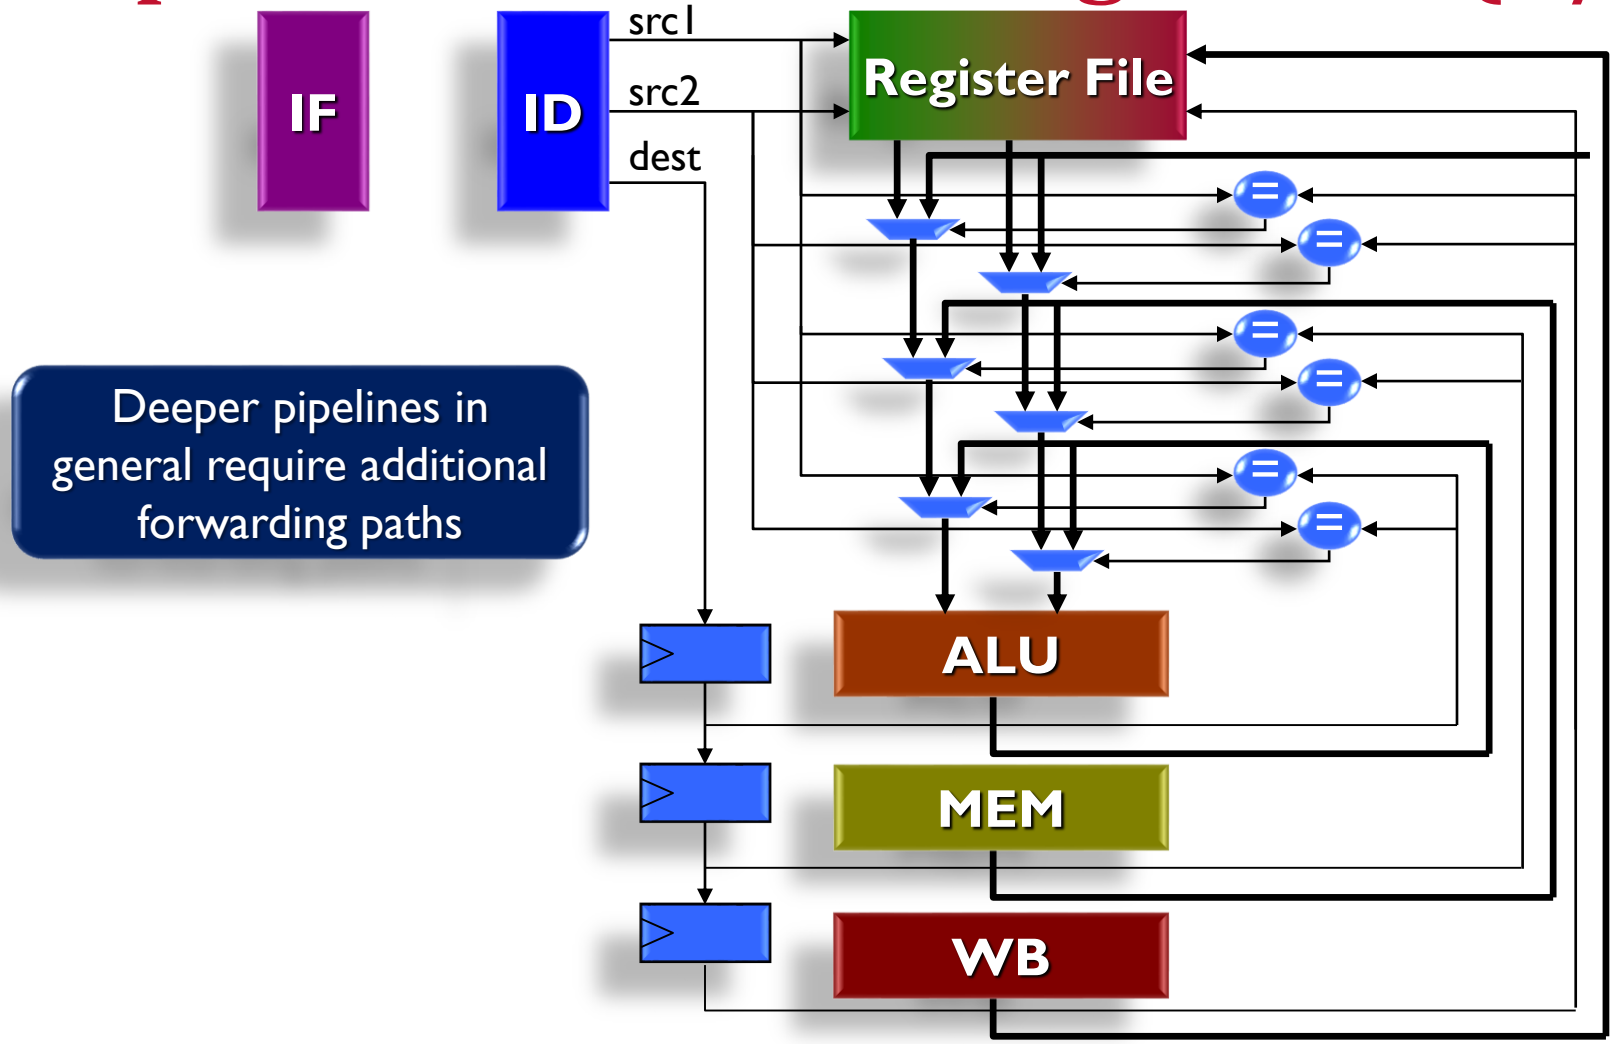 IF
ID
src1
src2
dest
Register File
=
=
=
=
=
=
Deeper pipelines in
general require additional
forwarding paths
ALU
MEM
WB